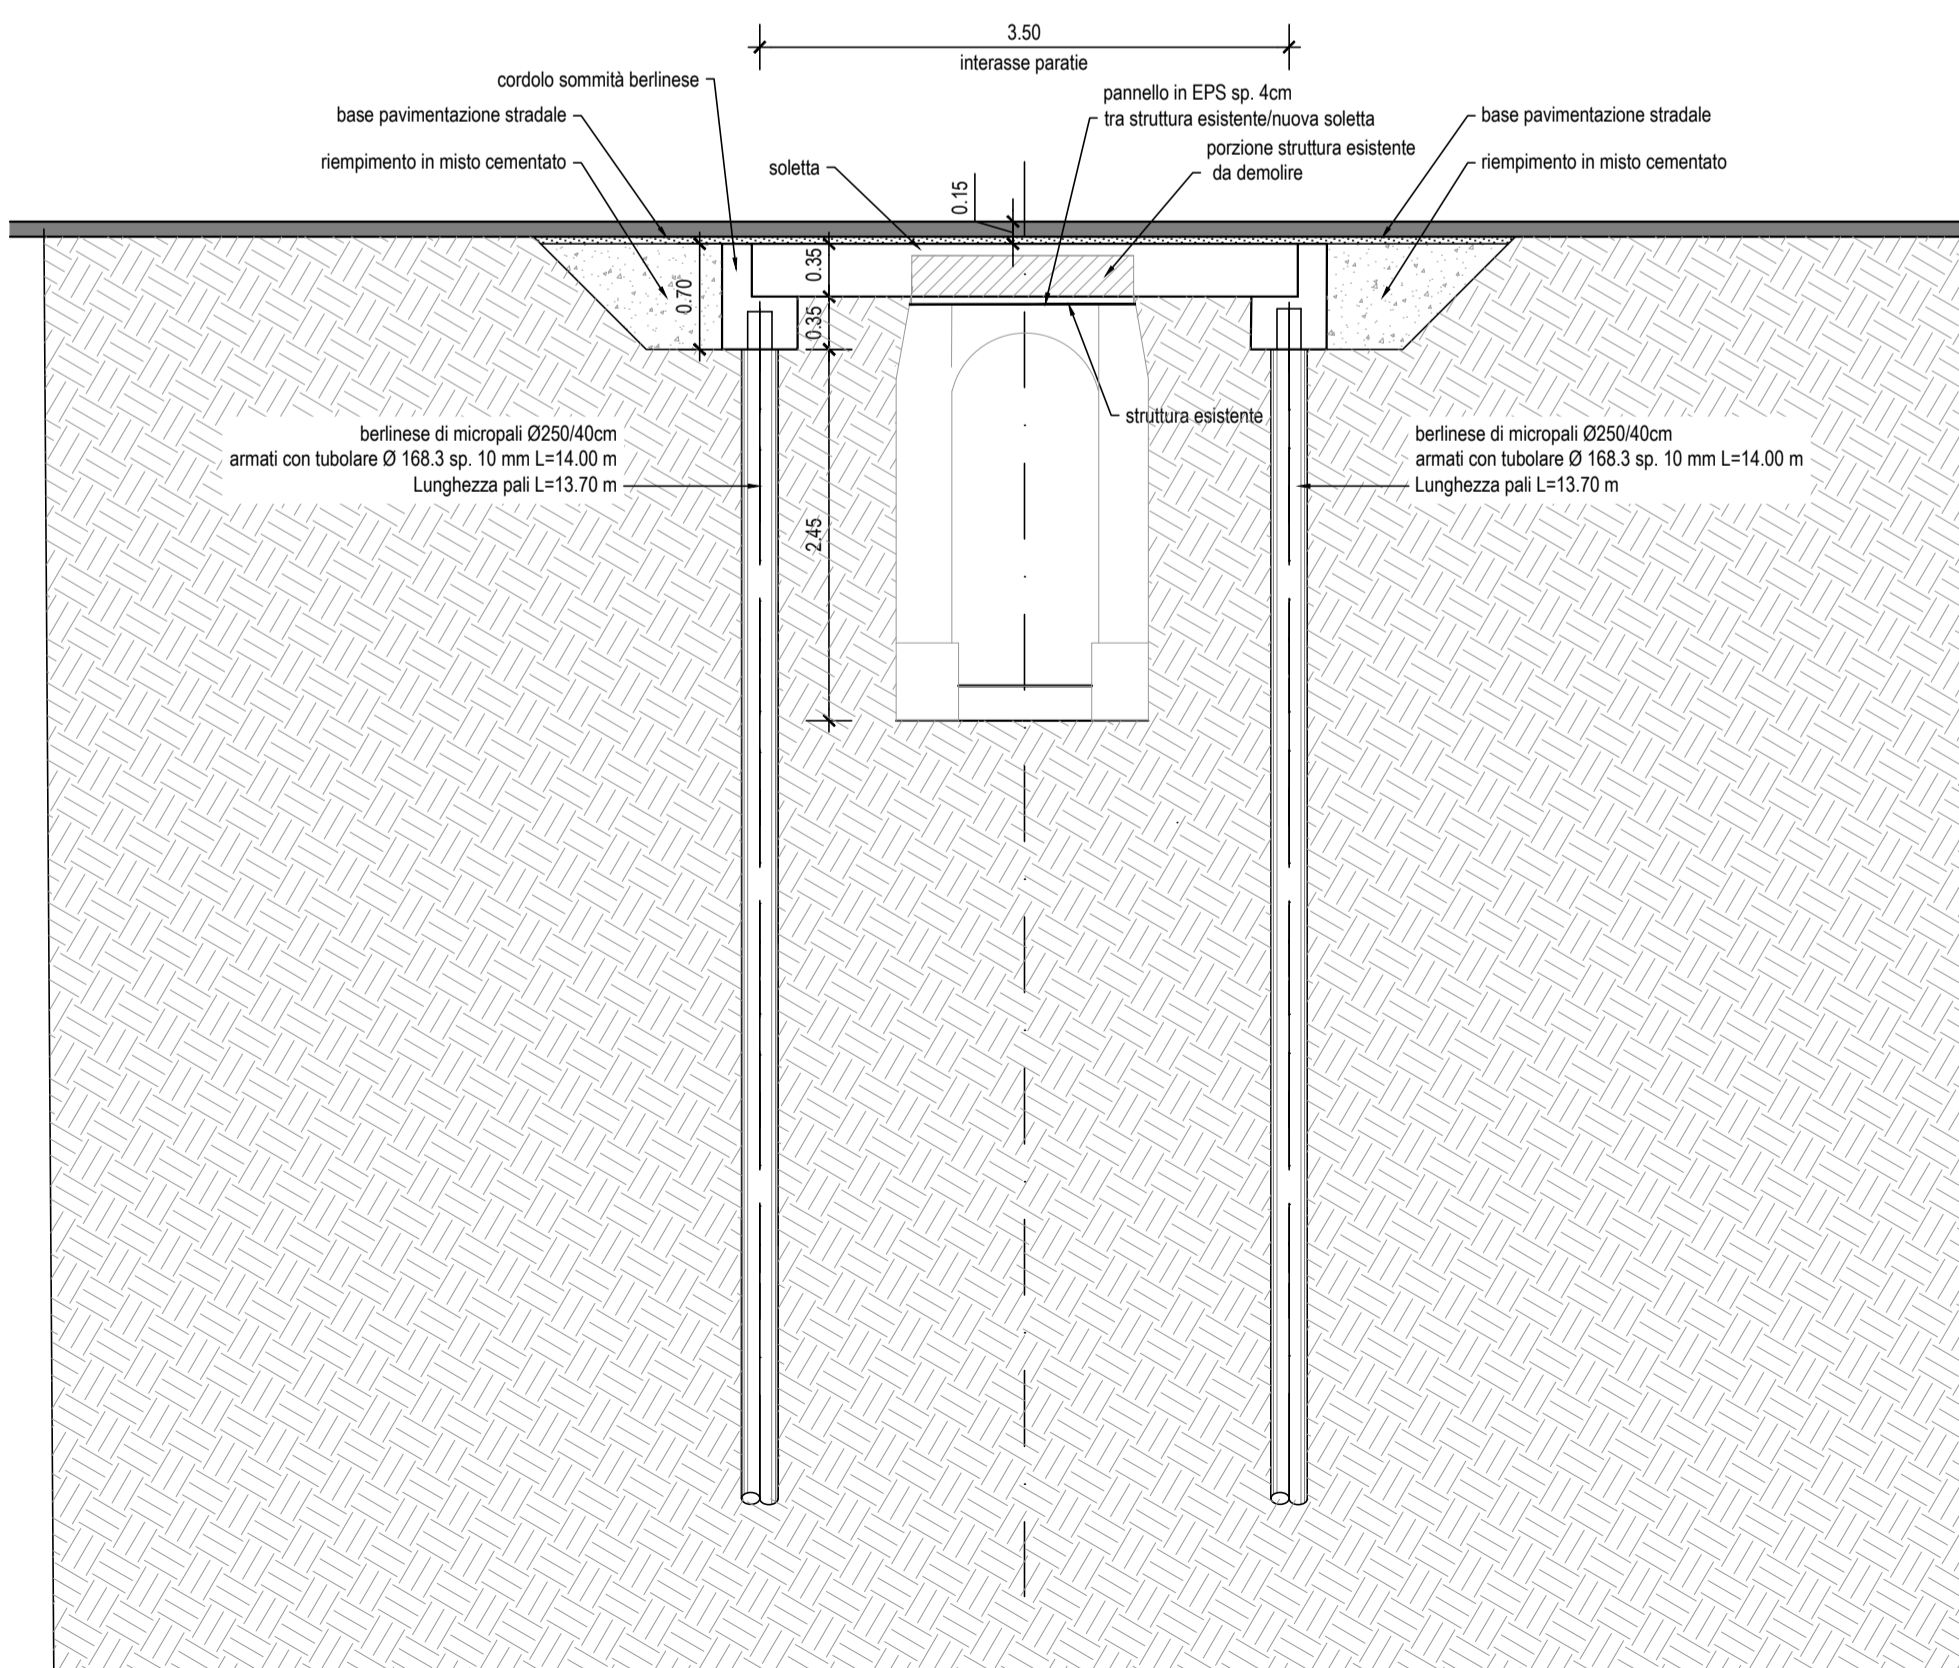 3.50
interasse paratie
cordolo sommità berlinese
base pavimentazione stradale
riempimento in misto cementato
soletta
pannello in EPS sp. 4cm
tra struttura esistente/nuova soletta
porzione struttura esistente
da demolire
base pavimentazione stradale
riempimento in misto cementato
0.15
0.70
0.35
0.35
2.45
struttura esistente
berlinese di micropali Ø250/40cm
armati con tubolare Ø 168.3 sp. 10 mm L=14.00 m
Lunghezza pali L=13.70 m
berlinese di micropali Ø250/40cm
armati con tubolare Ø 168.3 sp. 10 mm L=14.00 m
Lunghezza pali L=13.70 m